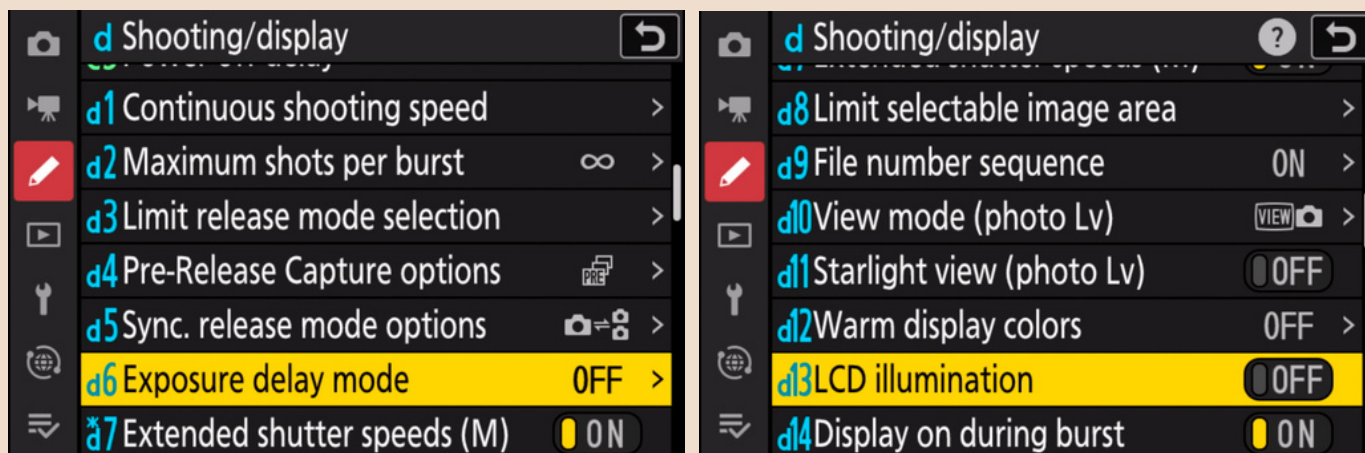 d Shooting/display
d1 Continuous shooting speed
d2 Maximum shots per burst ∞
d3 Limit release mode selection
d4 Pre-Release Capture options PRE
d5 Sync. release mode options
d6 Exposure delay mode OFF
*d7 Extended shutter speeds (M) ON
d Shooting/display ?
d8 Limit selectable image area
d9 File number sequence ON
d10 View mode (photo Lv) VIEW
d11 Starlight view (photo Lv) OFF
d12 Warm display colors OFF
d13 LCD illumination OFF
d14 Display on during burst ON